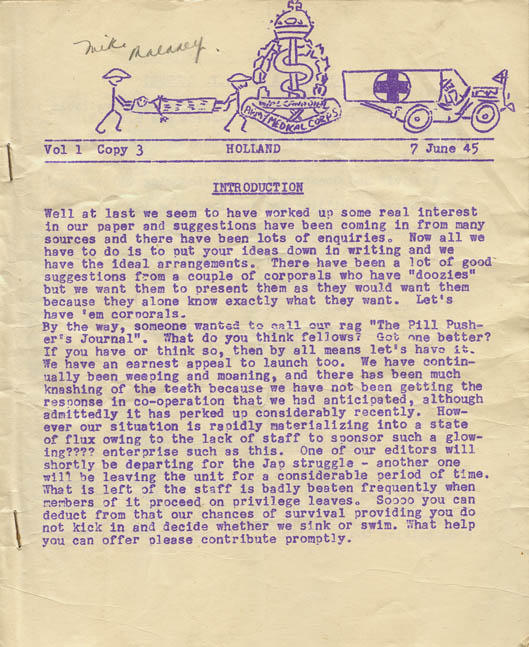 Mike Malaney.
ARMY MEDICAL CORPS
Vol 1 Copy 3 HOLLAND 7 June 45
INTRODUCTION
Well at last we seem to have worked up some real interest
in our paper and suggestions have been coming in from many
sources and there have been lots of enquiries. Now all we
have to do is to put your ideas down in writing and we
have the ideal arrangements. There have been a lot of good
suggestions from a couple of corporals who have "doozies"
but we want them to present them as they would want them
because they alone know exactly what they want. Let's
have 'em corporals.
By the way, someone wanted to call our rag "The Pill Push-
er's Journal". What do you think fellows? Got one better?
If you have or think so, then by all means let's have it.
We have an earnest appeal to launch too. We have contin-
ually been weeping and moaning, and there has been much
knashing of the teeth because we have not been getting the
response in co-operation that we had anticipated, although
admittedly it has perked up considerably recently. How-
ever our situation is rapidly materializing into a state
of flux owing to the lack of staff to sponsor such a glow-
ing???? enterprise such as this. One of our editors will
shortly be departing for the Jap struggle - another one
will be leaving the unit for a considerable period of time.
What is left of the staff is badly beaten frequently when
members of it proceed on privilege leaves. Soooo you can
deduct from that our chances of survival providing you do
not kick in and decide whether we sink or swim. What help
you can offer please contribute promptly.